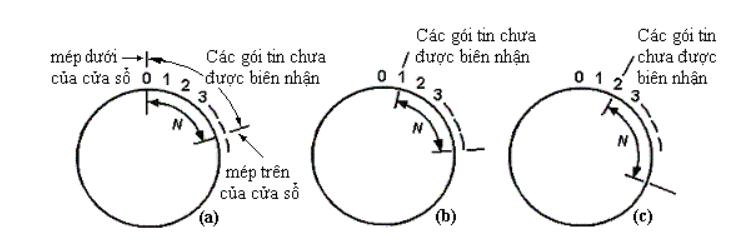 mép dưới
của cửa sổ
0 1 2 3
Các gói tin chưa
được biên nhận
N
mép trên
của cửa sổ
(a)
Các gói tin chưa
được biên nhận
0 1 2 3
N
(b)
Các gói tin
chưa được
biên nhận
0 1 2 3
N
(c)